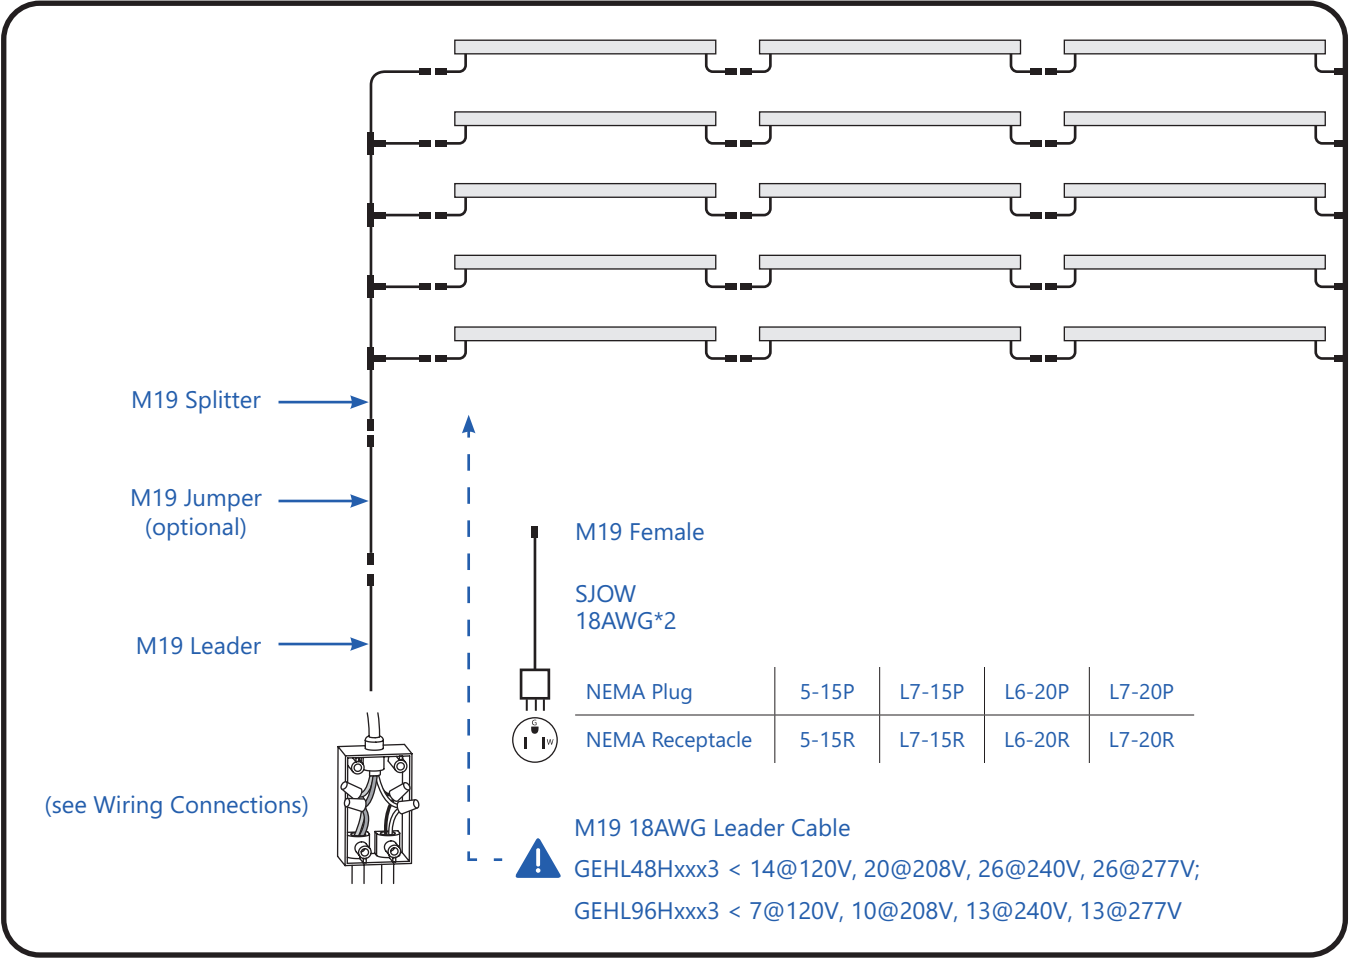 M19 Splitter
M19 Jumper
(optional)
M19 Leader
(see Wiring Connections)
M19 Female
SJOW
18AWG*2
NEMA Plug 5-15P L7-15P L6-20P L7-20P
NEMA Receptacle 5-15R L7-15R L6-20R L7-20R
G
W
M19 18AWG Leader Cable
GEHL48Hxxx3 < 14@120V, 20@208V, 26@240V, 26@277V;
GEHL96Hxxx3 < 7@120V, 10@208V, 13@240V, 13@277V